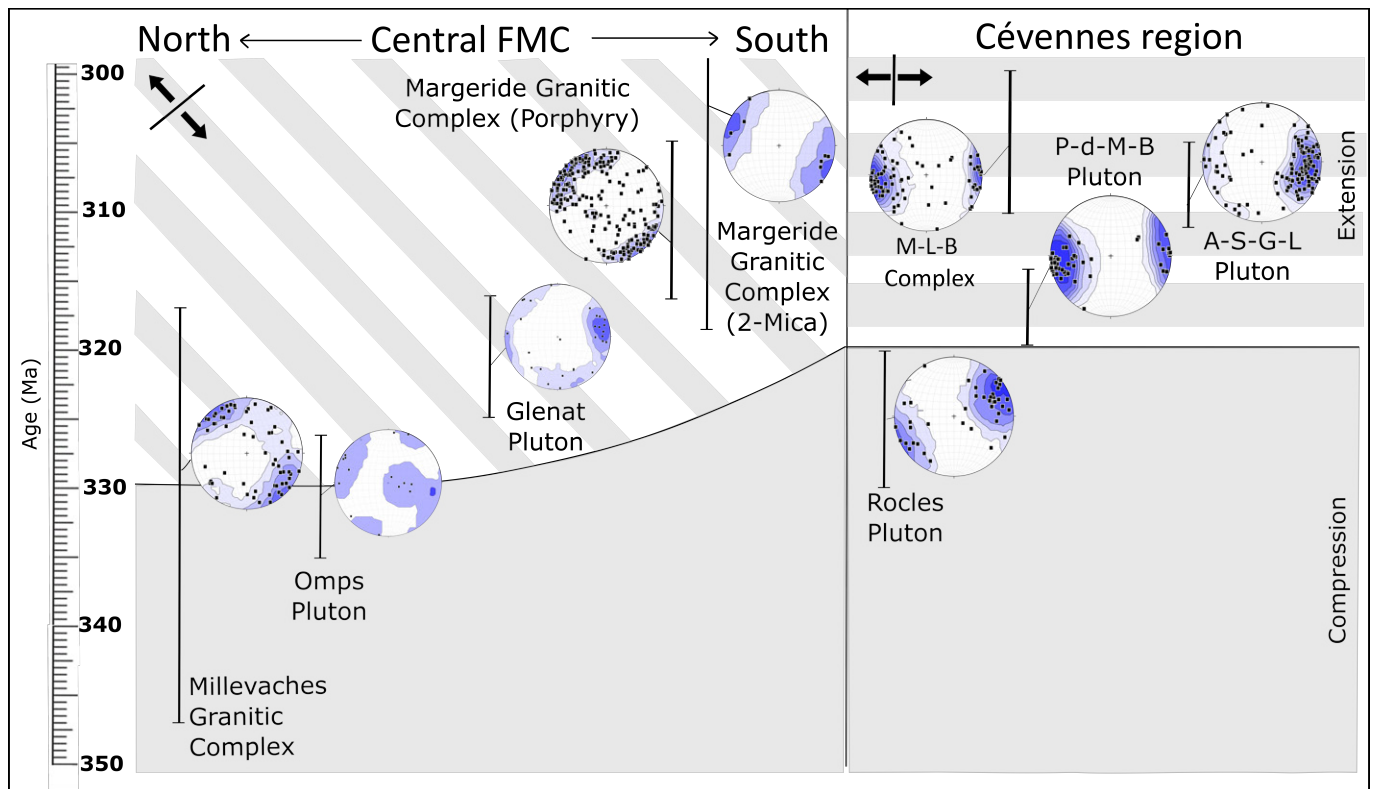 North
Central FMC
South
Cévennes region
Age (Ma)
300
310
320
330
340
350
Margeride Granitic
Complex (Porphyry)
Margeride
Granitic
Complex
(2-Mica)
Glenat
Pluton
Omps
Pluton
Millevaches
Granitic
Complex
M-L-B
Complex
P-d-M-B
Pluton
A-S-G-L
Pluton
Rocles
Pluton
Extension
Compression